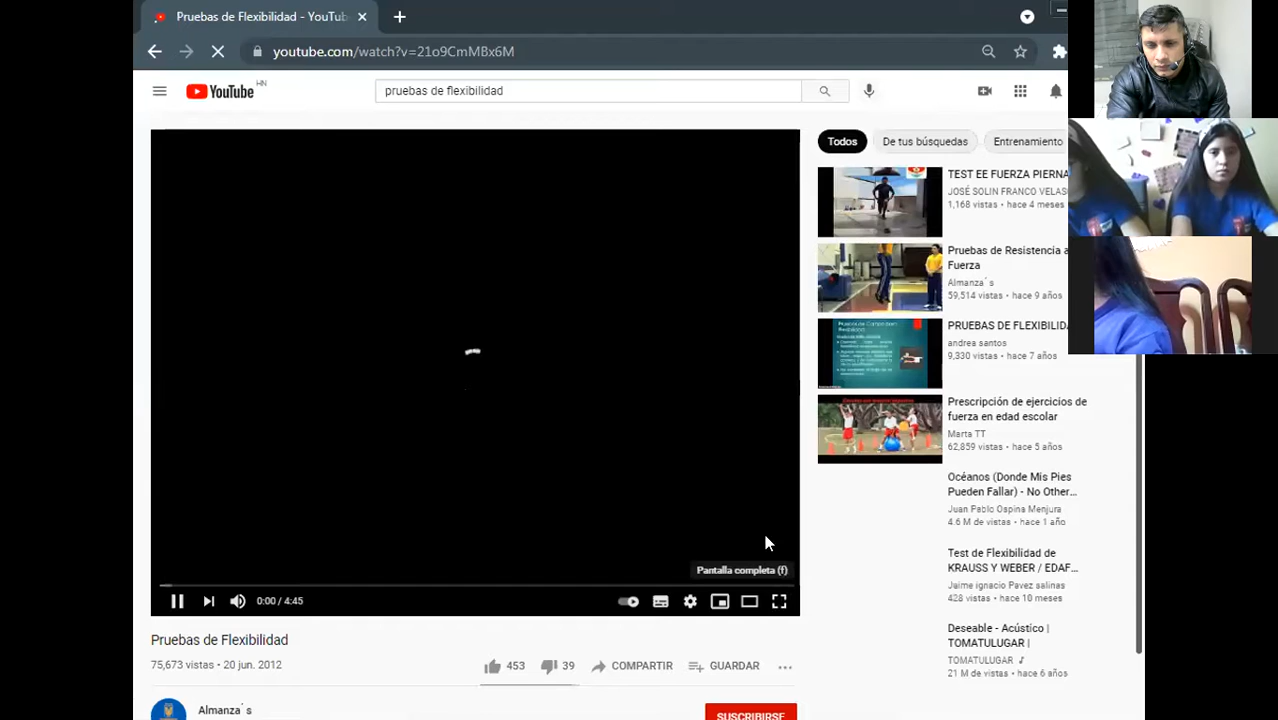 Pruebas de Flexibilidad - YouTub
youtube.com/watch?v=21o9CmMBx6M
YouTube HN
pruebas de flexibilidad
Todos
De tus búsquedas
Entrenamiento
TEST EE FUERZA PIERNA
JOSÉ SOLIN FRANCO VELAS
1,168 vistas • hace 4 meses
Pruebas de Resistencia a
Fuerza
Almanza´s
59,514 vistas • hace 9 años
PRUEBAS DE FLEXIBILIDA
andrea santos
9,330 vistas • hace 7 años
Prescripción de ejercicios de
fuerza en edad escolar
Marta TT
62,859 vistas • hace 5 años
Océanos (Donde Mis Pies
Pueden Fallar) - No Other...
Juan Pablo Ospina Menjura
4.6 M de vistas • hace 1 año
Test de Flexibilidad de
KRAUSS Y WEBER / EDAF...
Jaime ignacio Pavez salinas
428 vistas • hace 10 meses
Deseable - Acústico |
TOMATULUGAR |
TOMATULUGAR ♪
21 M de vistas • hace 6 años
Pantalla completa (f)
0:00 / 4:45
Pruebas de Flexibilidad
75,673 vistas • 20 jun. 2012
453
39
COMPARTIR
GUARDAR
Almanza´s
SUSCRIBIRSE